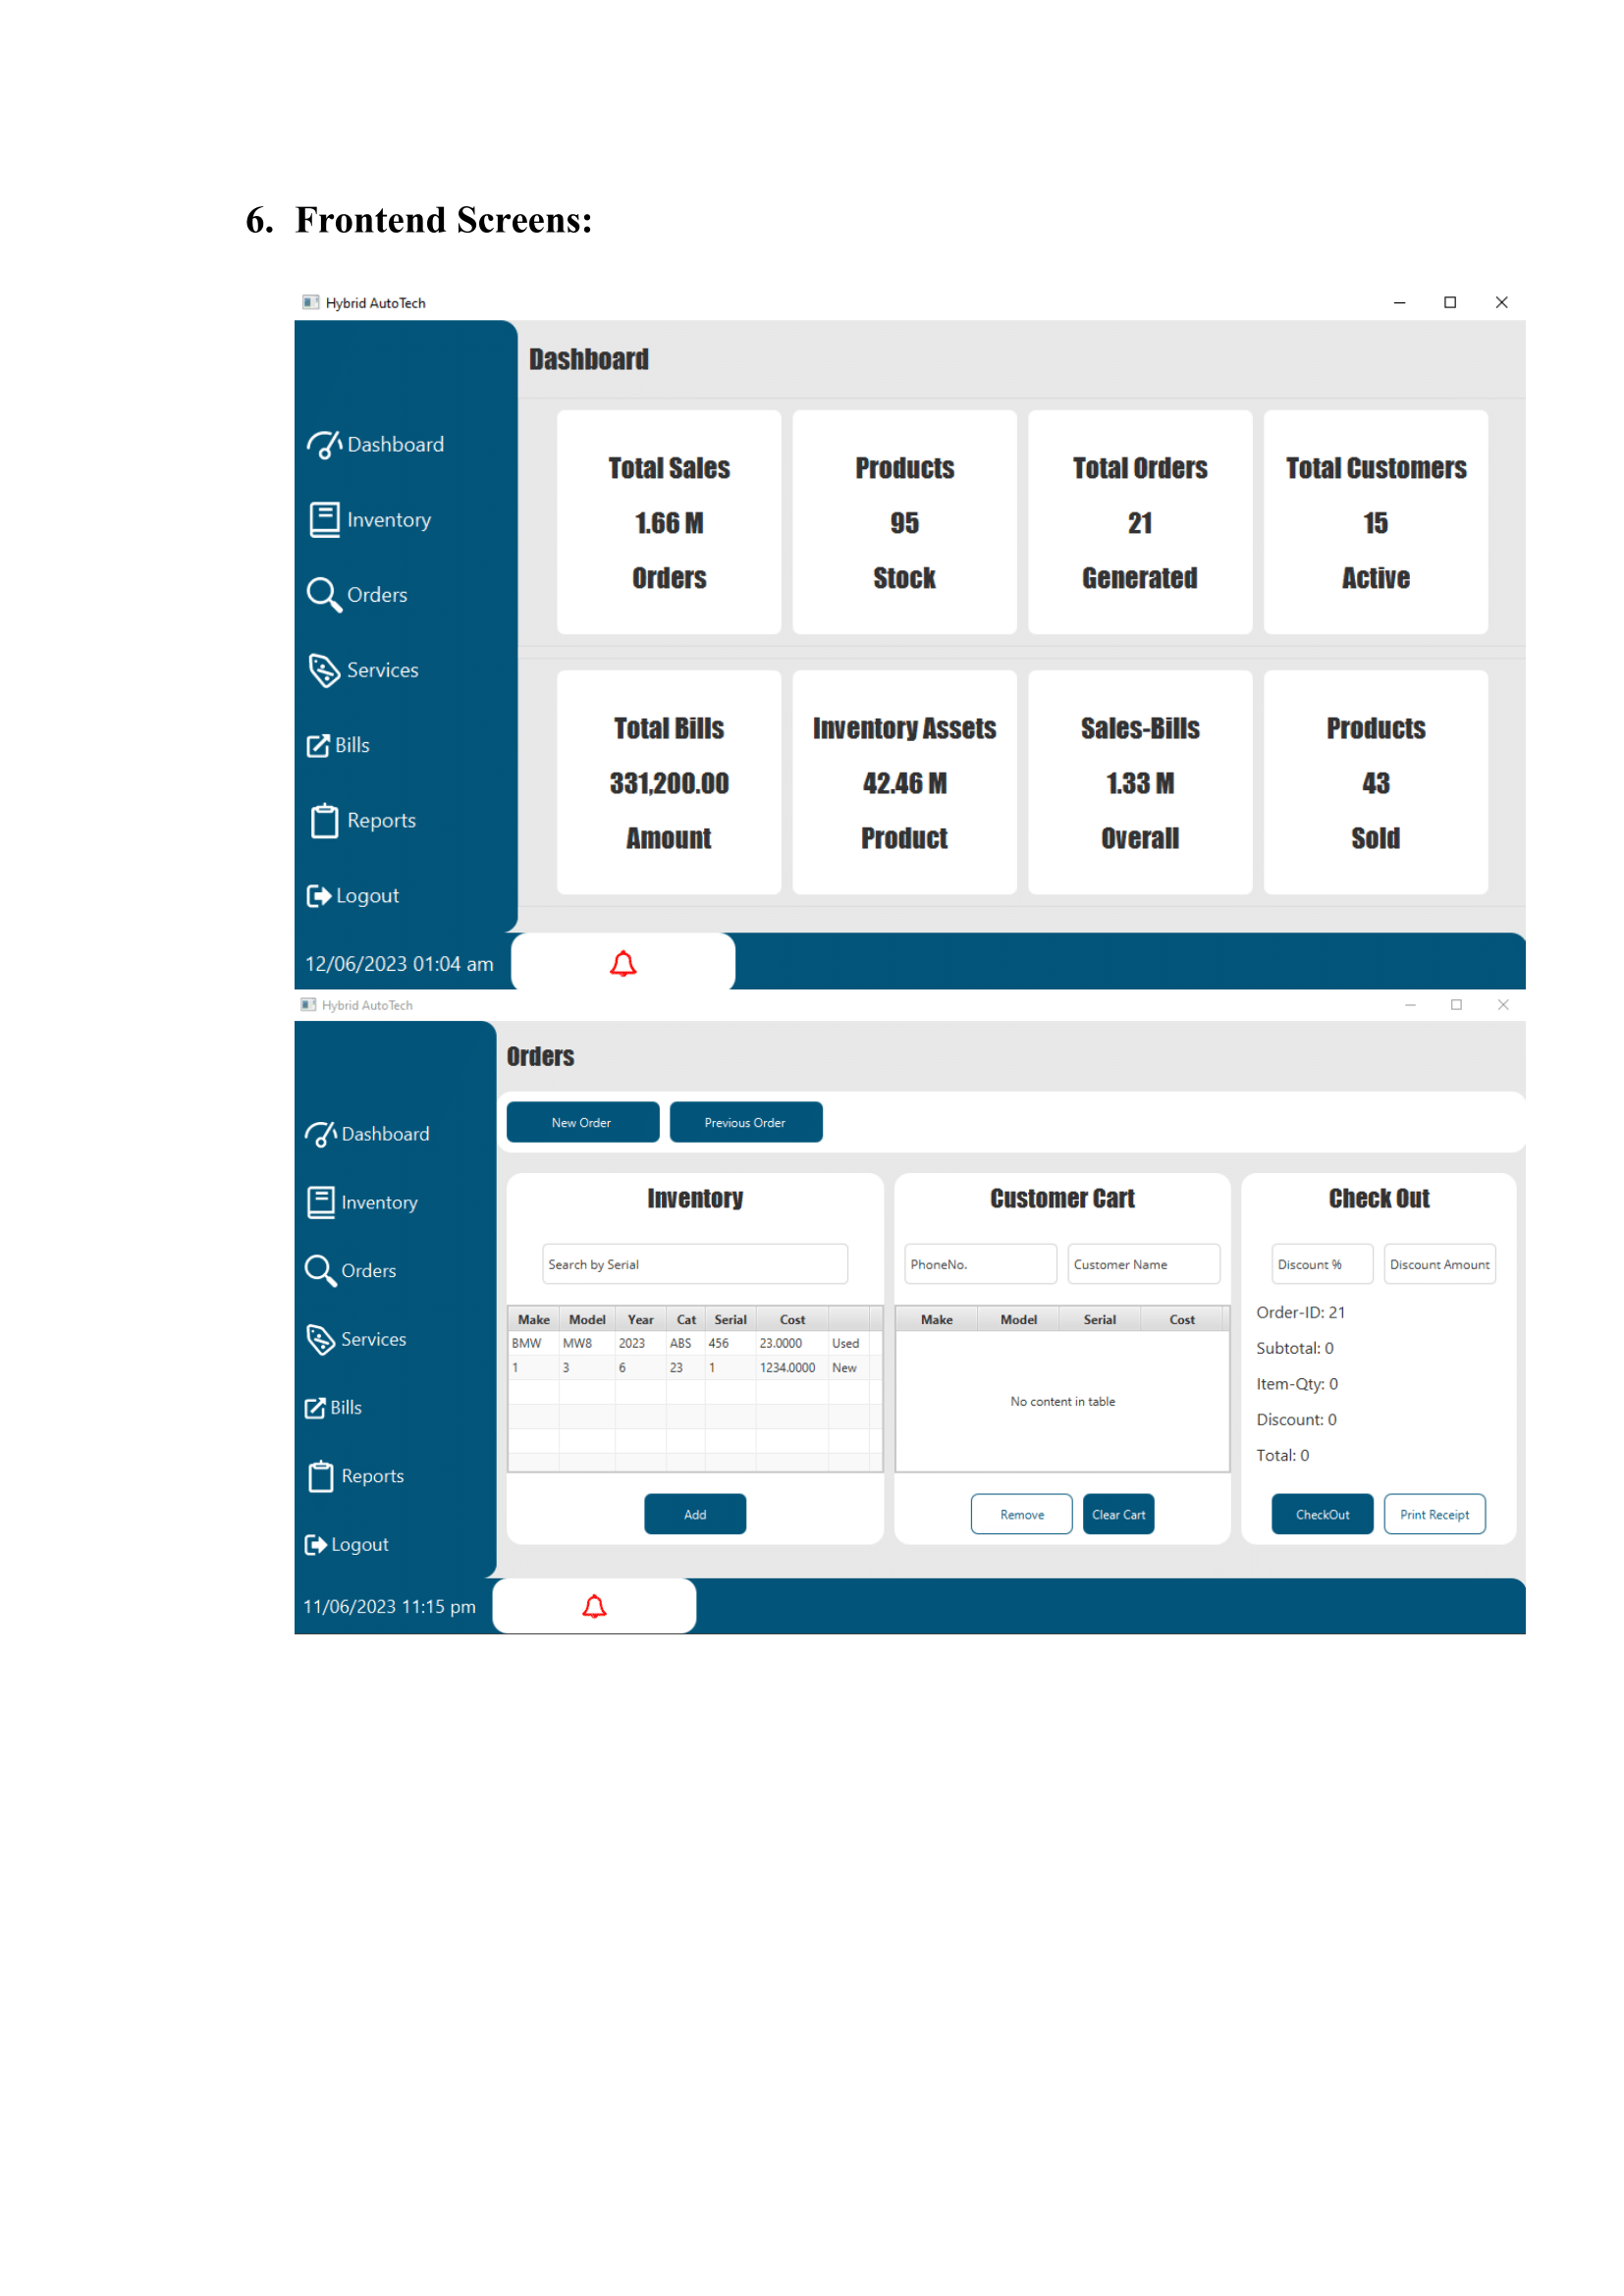 6. Frontend Screens:
Hybrid AutoTech
Dashboard
Inventory
Orders
Services
Bills
Reports
Logout
12/06/2023 01:04 am
Dashboard
Total Sales
1.66 M
Orders
Products
95
Stock
Total Orders
21
Generated
Total Customers
15
Active
Total Bills
331,200.00
Amount
Inventory Assets
42.46 M
Product
Sales-Bills
1.33 M
Overall
Products
43
Sold
Hybrid AutoTech
Dashboard
Inventory
Orders
Services
Bills
Reports
Logout
11/06/2023 11:15 pm
Orders
New Order Previous Order
Inventory
Search by Serial
Make Model Year Cat Serial Cost
BMW MW8 2023 ABS 456 23.0000 Used
1 3 6 23 1 1234.0000 New
Add
Customer Cart
PhoneNo. Customer Name
Make Model Serial Cost
No content in table
Remove Clear Cart
Check Out
Discount % Discount Amount
Order-ID: 21
Subtotal: 0
Item-Qty: 0
Discount: 0
Total: 0
CheckOut Print Receipt